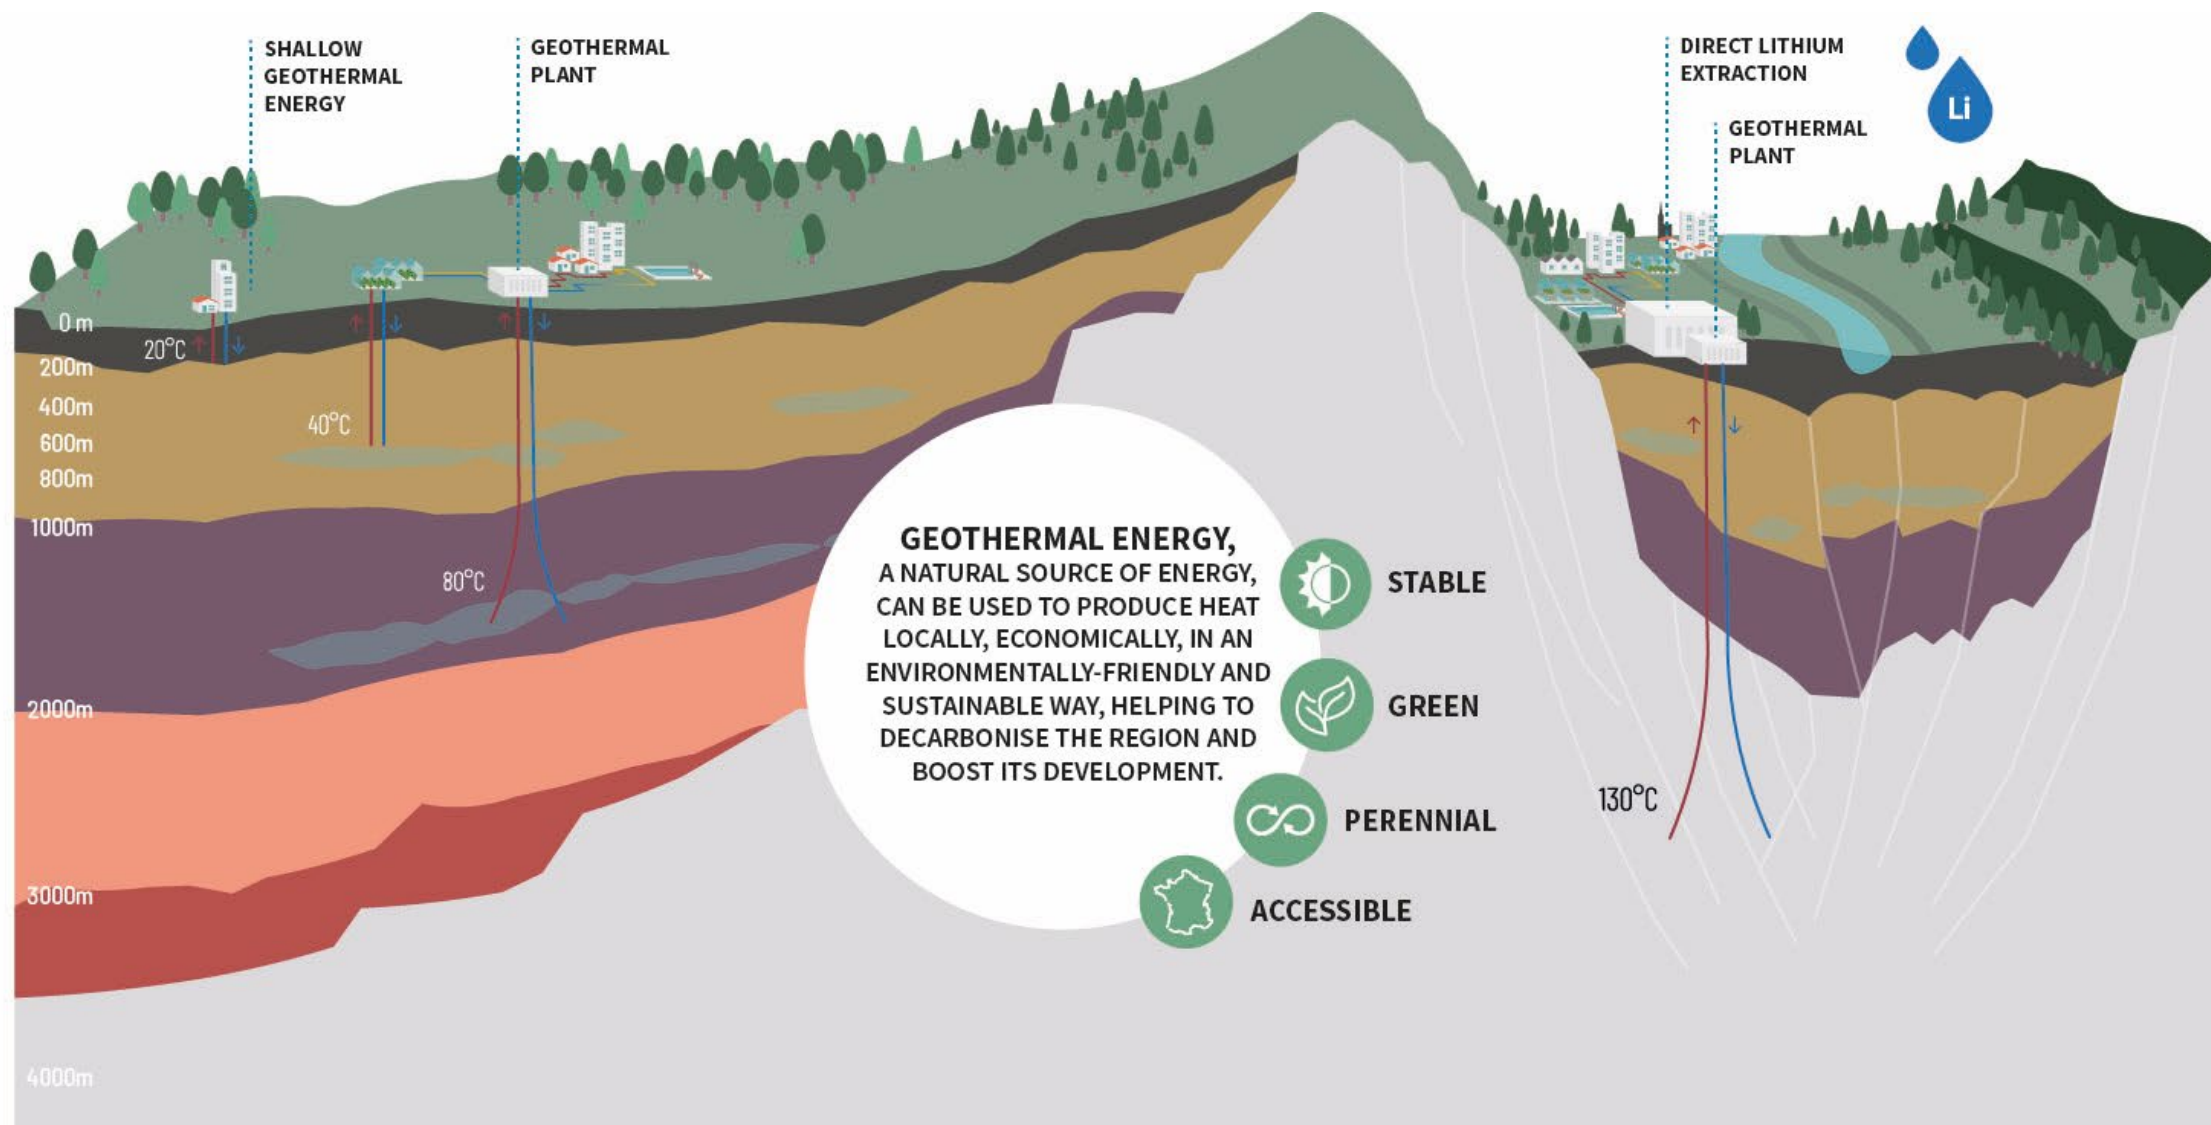 SHALLOW
GEOTHERMAL
ENERGY
GEOTHERMAL
PLANT
DIRECT LITHIUM
EXTRACTION
Li
GEOTHERMAL
PLANT
0 m
20°C
200m
400m
40°C
600m
800m
1000m
80°C
2000m
3000m
4000m
GEOTHERMAL ENERGY,
A NATURAL SOURCE OF ENERGY,
CAN BE USED TO PRODUCE HEAT
LOCALLY, ECONOMICALLY, IN AN
ENVIRONMENTALLY-FRIENDLY AND
SUSTAINABLE WAY, HELPING TO
DECARBONISE THE REGION AND
BOOST ITS DEVELOPMENT.
STABLE
GREEN
PERENNIAL
ACCESSIBLE
130°C